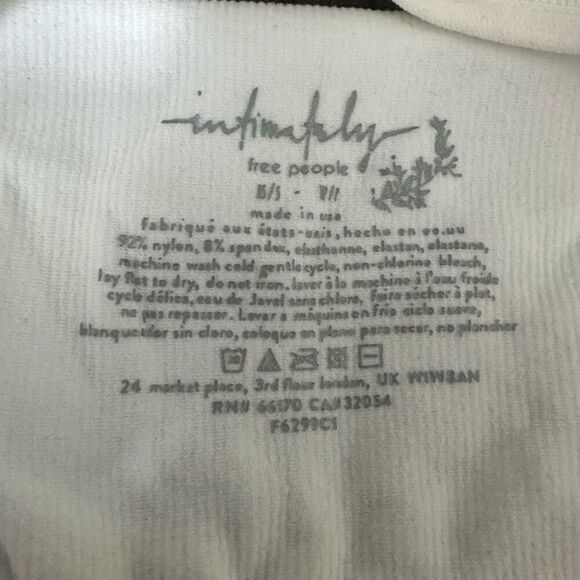 intimately
free people
made in usa
fabriqué aux états-unis, hecho en ee.uu
92% nylon, 8% spandex, elasthanne, elastan, elastano,
machine wash cold gentle cycle, non-chlorine bleach,
lay flat to dry, do not iron. laver à la machine à l'eau froide
cycle délica, eau de Javel sans chlore, faire sécher à plat,
ne pas repasser. Lavar a máquina en frío ciclo suave,
blanqueador sin cloro, coloque en plano para secar, no planchar
24 market place, 3rd floor london, UK W1W8AN
RN# 66170 CA# 32054
F6299C1